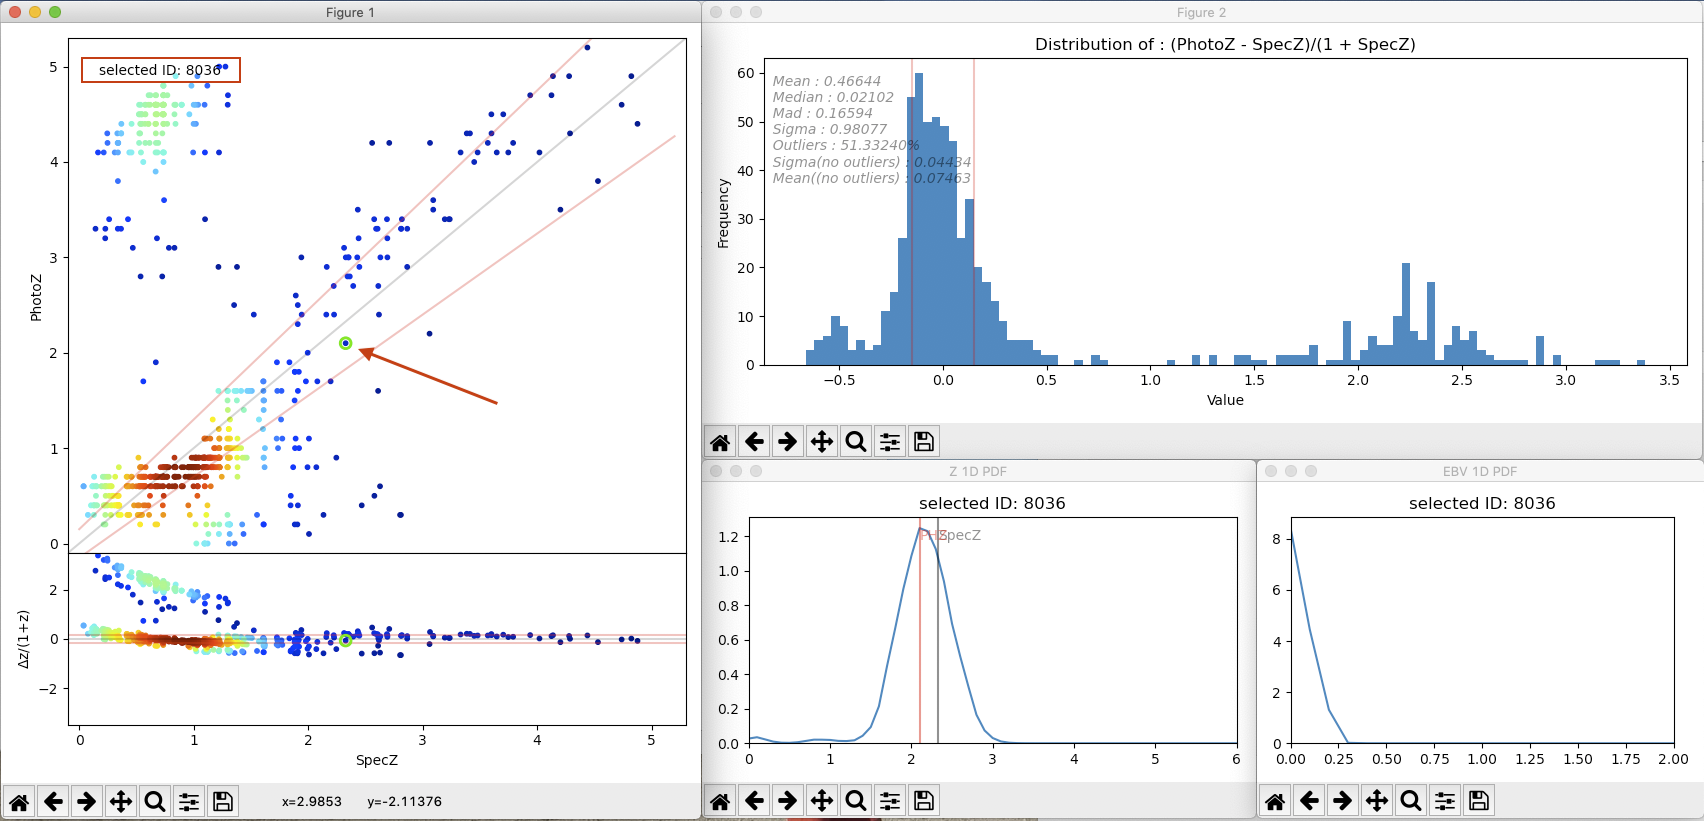 Figure 1
selected ID: 8036
5
4
3
2
1
0
PhotoZ
2
0
−2
Δz/(1+z)
0 1 2 3 4 5
SpecZ
x=2.9853 y=-2.11376
Figure 2
Distribution of : (PhotoZ - SpecZ)/(1 + SpecZ)
Mean : 0.46644
Median : 0.02102
Mad : 0.16594
Sigma : 0.98077
Outliers : 51.33240%
Sigma(no outliers) : 0.04434
Mean((no outliers) : 0.07463
60
50
40
30
20
10
0
Frequency
−0.5 0.0 0.5 1.0 1.5 2.0 2.5 3.0 3.5
Value
Z 1D PDF
selected ID: 8036
PHZ SpecZ
1.2
1.0
0.8
0.6
0.4
0.2
0.0
0 1 2 3 4 5 6
EBV 1D PDF
selected ID: 8036
8
6
4
2
0
0.00 0.25 0.50 0.75 1.00 1.25 1.50 1.75 2.00